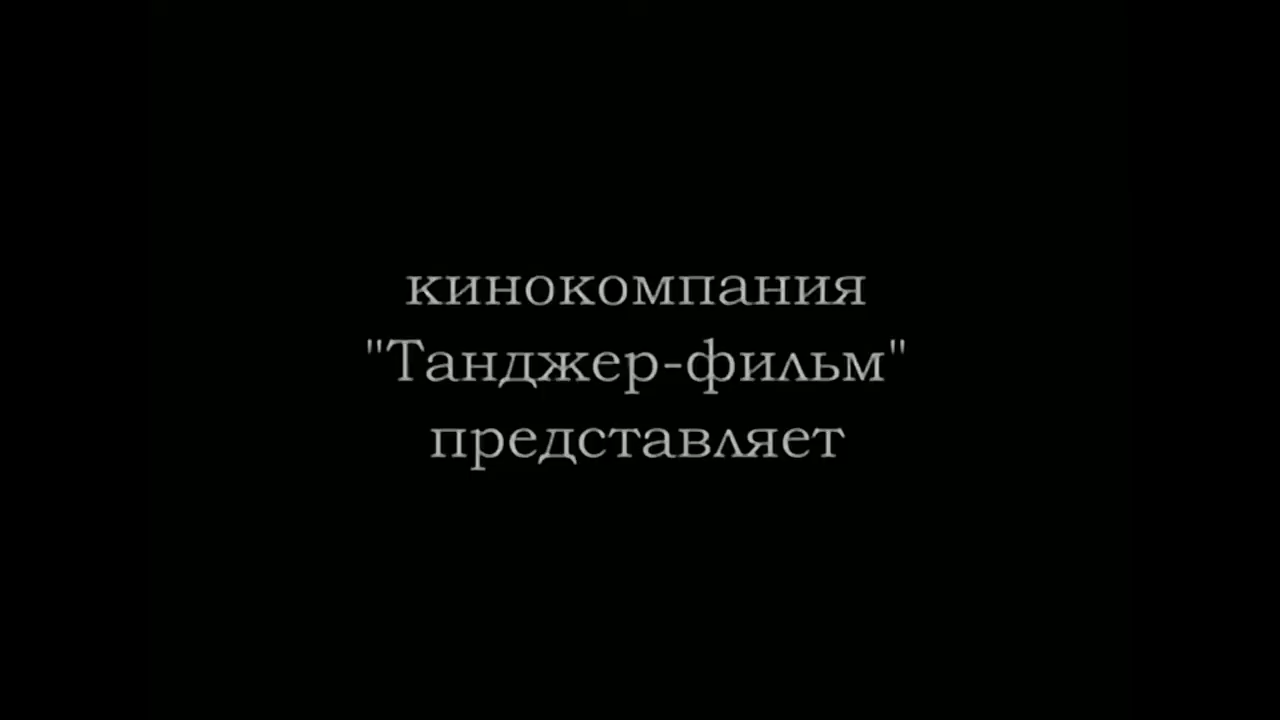 кинокомпания
"Танджер-фильм"
представляет